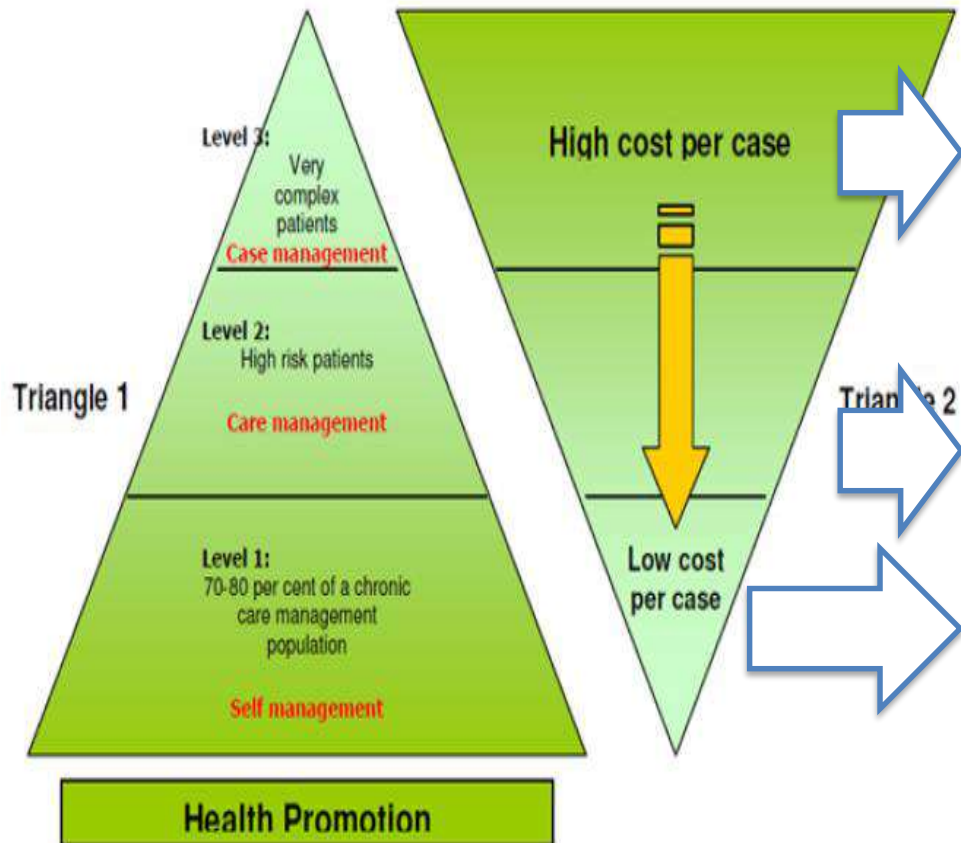 Level 3:
Very
complex
patients
Case management
Level 2:
High risk patients
Care management
Triangle 1
Level 1:
70-80 per cent of a chronic
care management
population
Self management
Health Promotion
High cost per case
Triangle 2
Low cost
per case